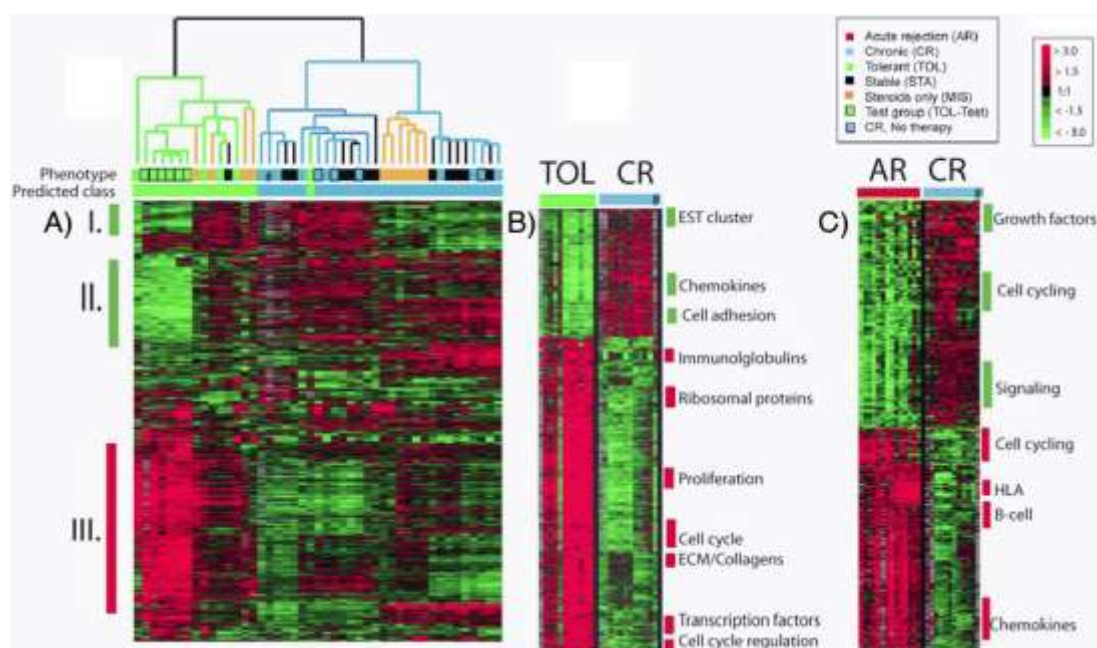 Acute rejection (AR)
Chronic (CR)
Tolerant (TOL)
Stable (STA)
Steroids only (MIS)
Test group (TOL-Test)
CR, No therapy
> 3.0
> 1.5
1:1
< -1.5
< -3.0
Phenotype
Predicted class
A)
I.
II.
III.
B)
TOL CR
#
EST cluster
Chemokines
Cell adhesion
Immunolglobulins
Ribosomal proteins
Proliferation
Cell cycle
ECM/Collagens
Transcription factors
Cell cycle regulation
C)
AR CR
Growth factors
Cell cycling
Signaling
Cell cycling
HLA
B-cell
Chemokines